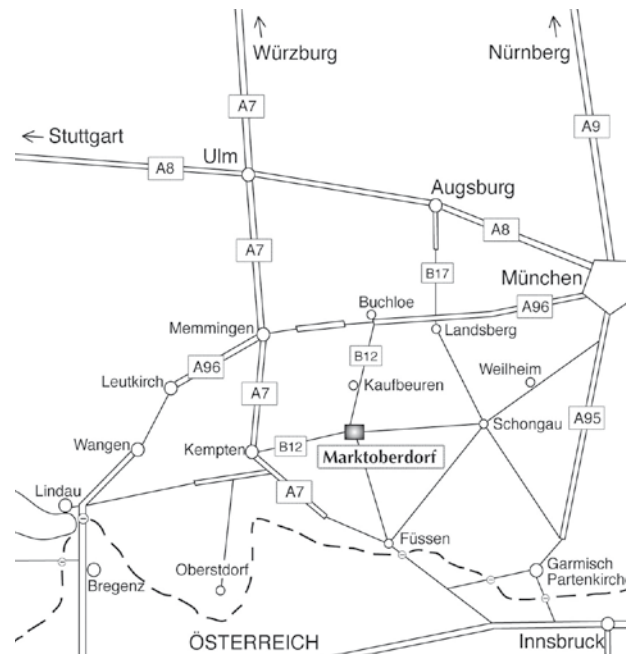 Würzburg
Nürnberg
A7
A9
Stuttgart
Ulm
A8
Augsburg
A8
A7
B17
München
Buchloe
A96
Memmingen
Landsberg
B12
A96
Leutkirch
Kaufbeuren
Weilheim
A7
A95
Schongau
Wangen
Kempten
B12
Marktoberdorf
A7
Lindau
Füssen
Oberstdorf
Bregenz
Garmisch
Partenkirche
ÖSTERREICH
Innsbruck